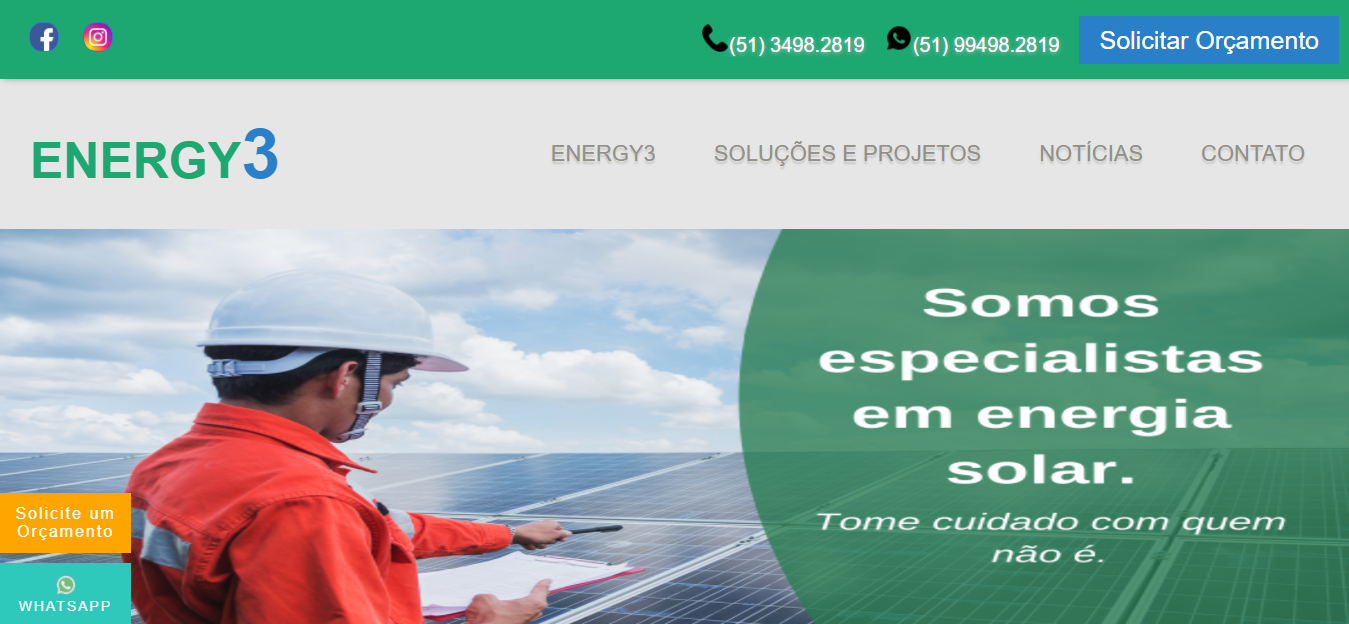 (51) 3498.2819
(51) 99498.2819
Solicitar Orçamento
ENERGY3
ENERGY3
SOLUÇÕES E PROJETOS
NOTÍCIAS
CONTATO
Somos
especialistas
em energia
solar.
Tome cuidado com quem
não é.
Solicite um
Orçamento
WHATSAPP